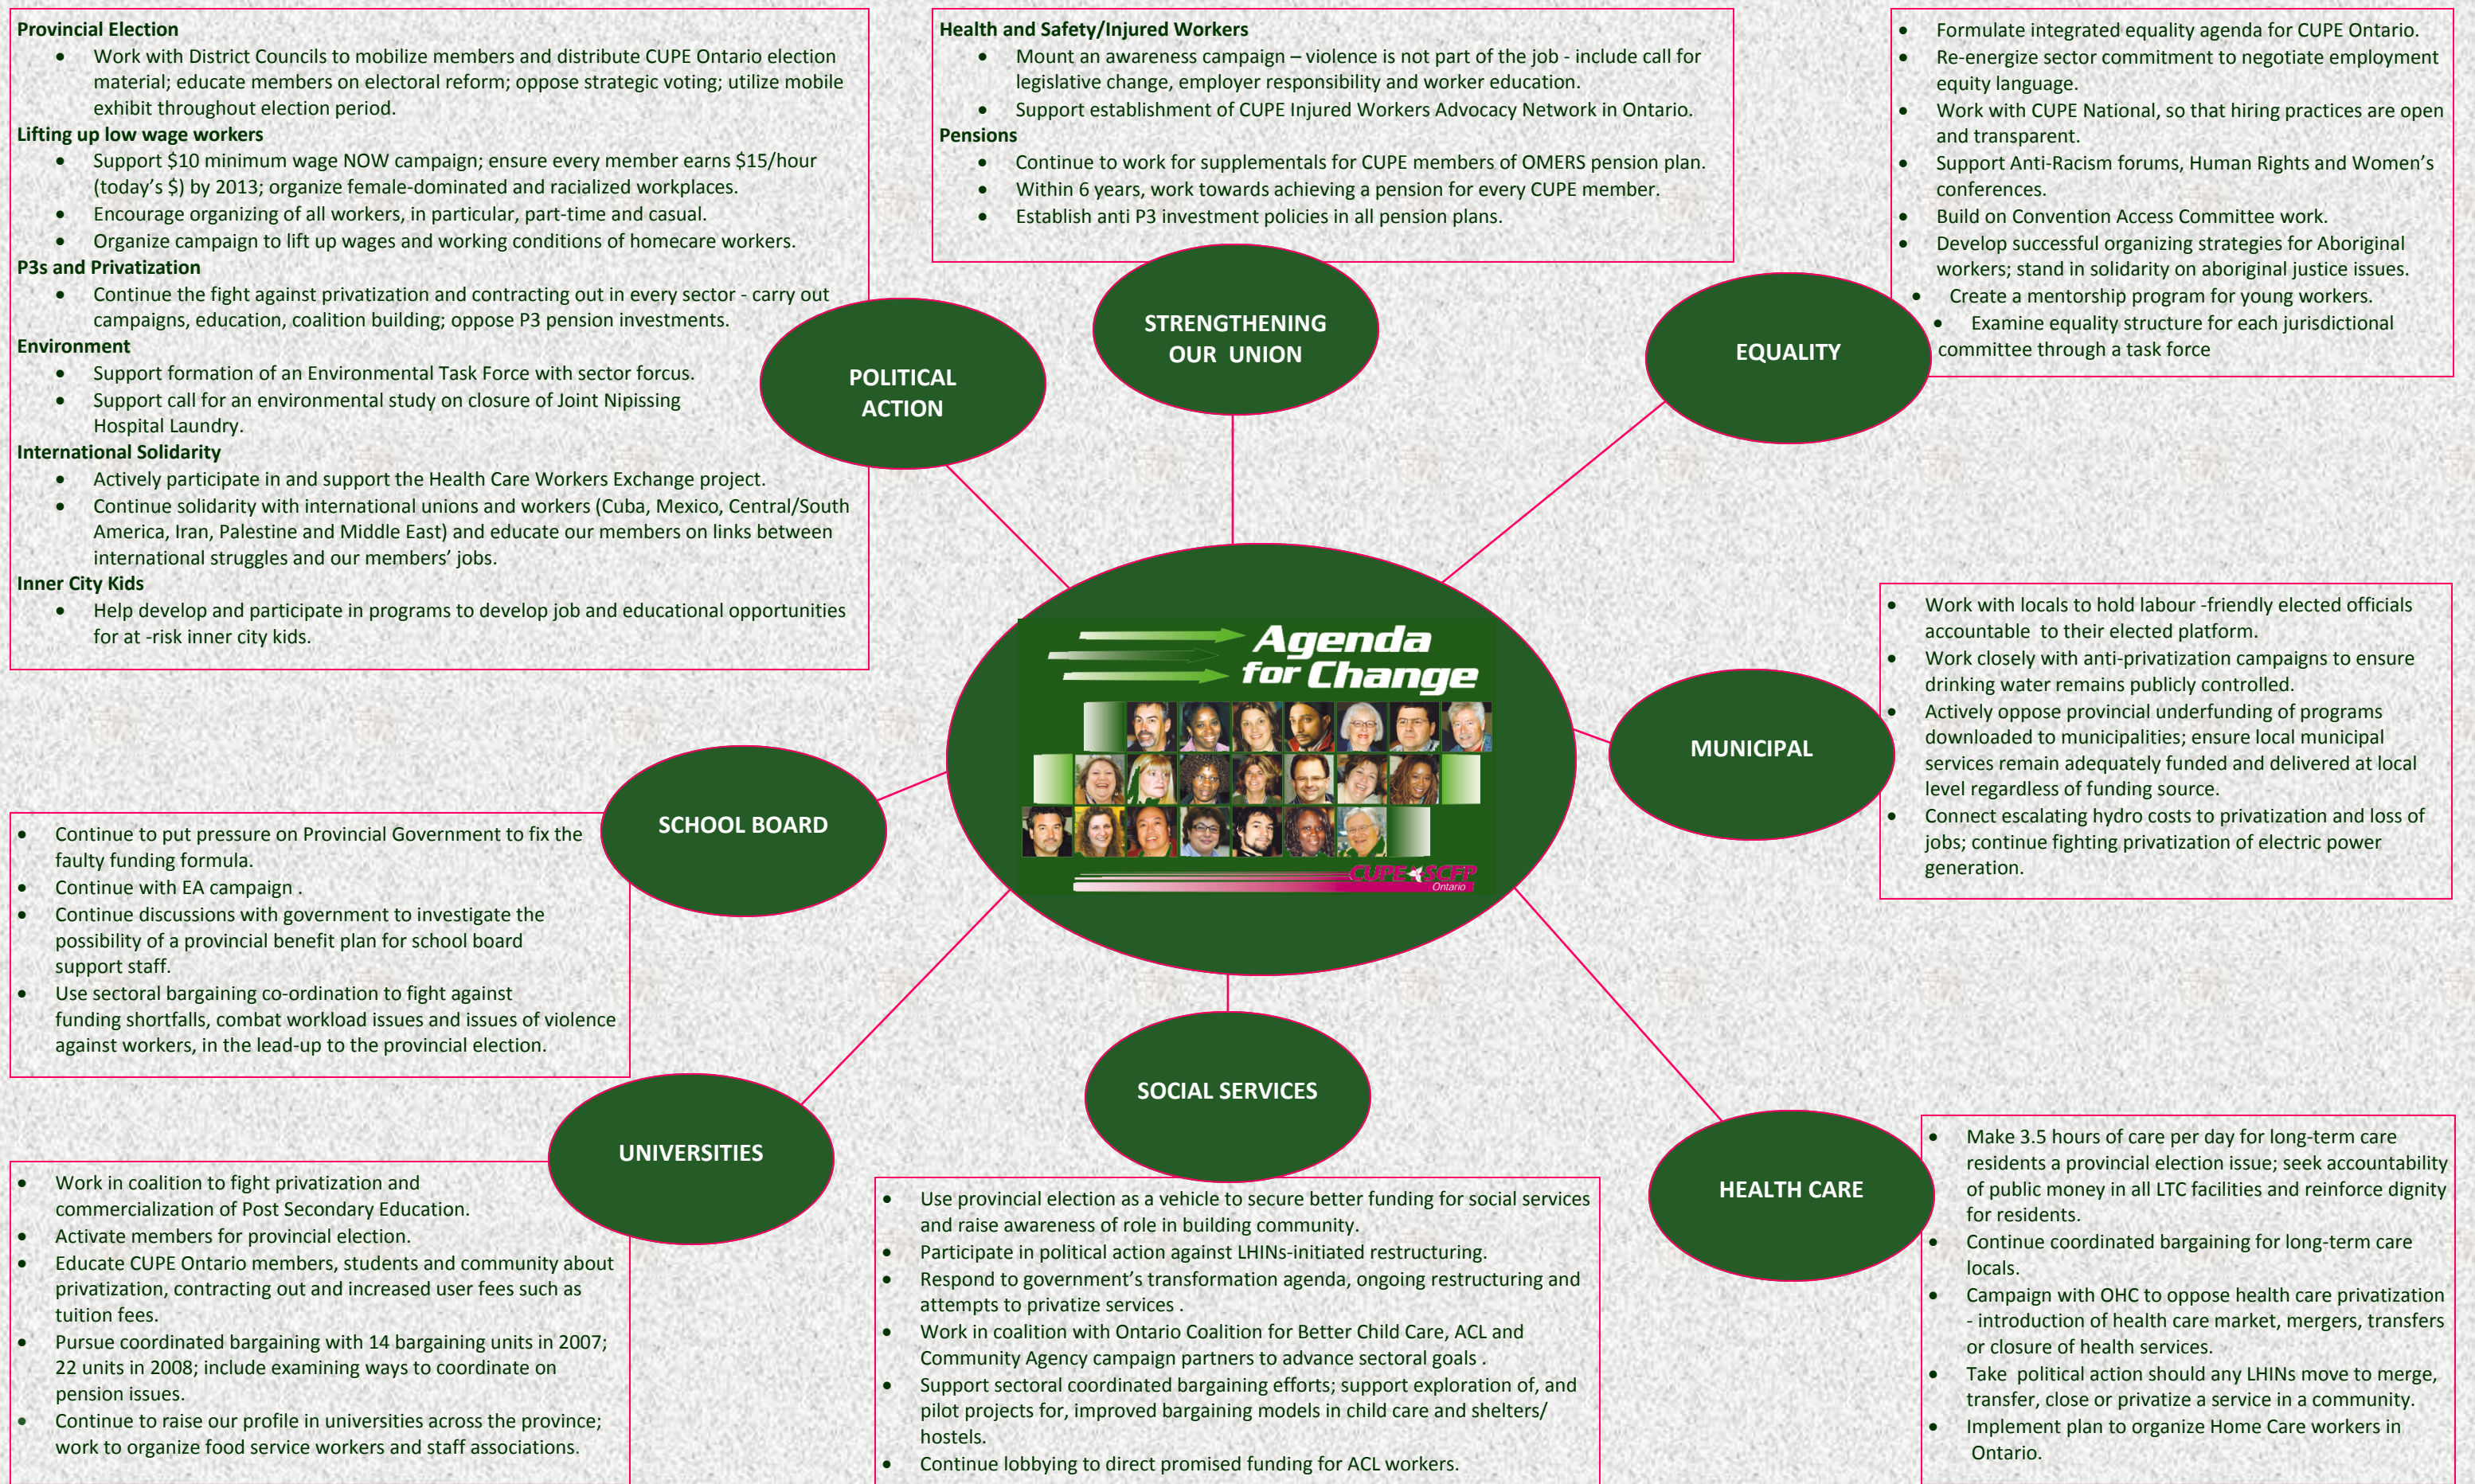 Provincial Election
• Work with District Councils to mobilize members and distribute CUPE Ontario election
material; educate members on electoral reform; oppose strategic voting; utilize mobile
exhibit throughout election period.
Lifting up low wage workers
• Support $10 minimum wage NOW campaign; ensure every member earns $15/hour
(today's $) by 2013; organize female-dominated and racialized workplaces.
• Encourage organizing of all workers, in particular, part-time and casual.
• Organize campaign to lift up wages and working conditions of homecare workers.
P3s and Privatization
• Continue the fight against privatization and contracting out in every sector - carry out
campaigns, education, coalition building; oppose P3 pension investments.
Environment
• Support formation of an Environmental Task Force with sector forcus.
• Support call for an environmental study on closure of Joint Nipissing
Hospital Laundry.
International Solidarity
• Actively participate in and support the Health Care Workers Exchange project.
• Continue solidarity with international unions and workers (Cuba, Mexico, Central/South
America, Iran, Palestine and Middle East) and educate our members on links between
international struggles and our members' jobs.
Inner City Kids
• Help develop and participate in programs to develop job and educational opportunities
for at -risk inner city kids.
POLITICAL
ACTION
Health and Safety/Injured Workers
• Mount an awareness campaign – violence is not part of the job - include call for
legislative change, employer responsibility and worker education.
• Support establishment of CUPE Injured Workers Advocacy Network in Ontario.
Pensions
• Continue to work for supplementals for CUPE members of OMERS pension plan.
• Within 6 years, work towards achieving a pension for every CUPE member.
• Establish anti P3 investment policies in all pension plans.
STRENGTHENING
OUR UNION
• Formulate integrated equality agenda for CUPE Ontario.
• Re-energize sector commitment to negotiate employment
equity language.
• Work with CUPE National, so that hiring practices are open
and transparent.
• Support Anti-Racism forums, Human Rights and Women's
conferences.
• Build on Convention Access Committee work.
• Develop successful organizing strategies for Aboriginal
workers; stand in solidarity on aboriginal justice issues.
• Create a mentorship program for young workers.
• Examine equality structure for each jurisdictional
committee through a task force
EQUALITY
Agenda
for Change
CUPE SCFP
Ontario
• Work with locals to hold labour -friendly elected officials
accountable to their elected platform.
• Work closely with anti-privatization campaigns to ensure
drinking water remains publicly controlled.
• Actively oppose provincial underfunding of programs
downloaded to municipalities; ensure local municipal
services remain adequately funded and delivered at local
level regardless of funding source.
• Connect escalating hydro costs to privatization and loss of
jobs; continue fighting privatization of electric power
generation.
MUNICIPAL
SCHOOL BOARD
• Continue to put pressure on Provincial Government to fix the
faulty funding formula.
• Continue with EA campaign .
• Continue discussions with government to investigate the
possibility of a provincial benefit plan for school board
support staff.
• Use sectoral bargaining co-ordination to fight against
funding shortfalls, combat workload issues and issues of violence
against workers, in the lead-up to the provincial election.
UNIVERSITIES
• Work in coalition to fight privatization and
commercialization of Post Secondary Education.
• Activate members for provincial election.
• Educate CUPE Ontario members, students and community about
privatization, contracting out and increased user fees such as
tuition fees.
• Pursue coordinated bargaining with 14 bargaining units in 2007;
22 units in 2008; include examining ways to coordinate on
pension issues.
• Continue to raise our profile in universities across the province;
work to organize food service workers and staff associations.
SOCIAL SERVICES
• Use provincial election as a vehicle to secure better funding for social services
and raise awareness of role in building community.
• Participate in political action against LHINs-initiated restructuring.
• Respond to government's transformation agenda, ongoing restructuring and
attempts to privatize services .
• Work in coalition with Ontario Coalition for Better Child Care, ACL and
Community Agency campaign partners to advance sectoral goals .
• Support sectoral coordinated bargaining efforts; support exploration of, and
pilot projects for, improved bargaining models in child care and shelters/
hostels.
• Continue lobbying to direct promised funding for ACL workers.
HEALTH CARE
• Make 3.5 hours of care per day for long-term care
residents a provincial election issue; seek accountability
of public money in all LTC facilities and reinforce dignity
for residents.
• Continue coordinated bargaining for long-term care
locals.
• Campaign with OHC to oppose health care privatization
- introduction of health care market, mergers, transfers
or closure of health services.
• Take political action should any LHINs move to merge,
transfer, close or privatize a service in a community.
• Implement plan to organize Home Care workers in
Ontario.